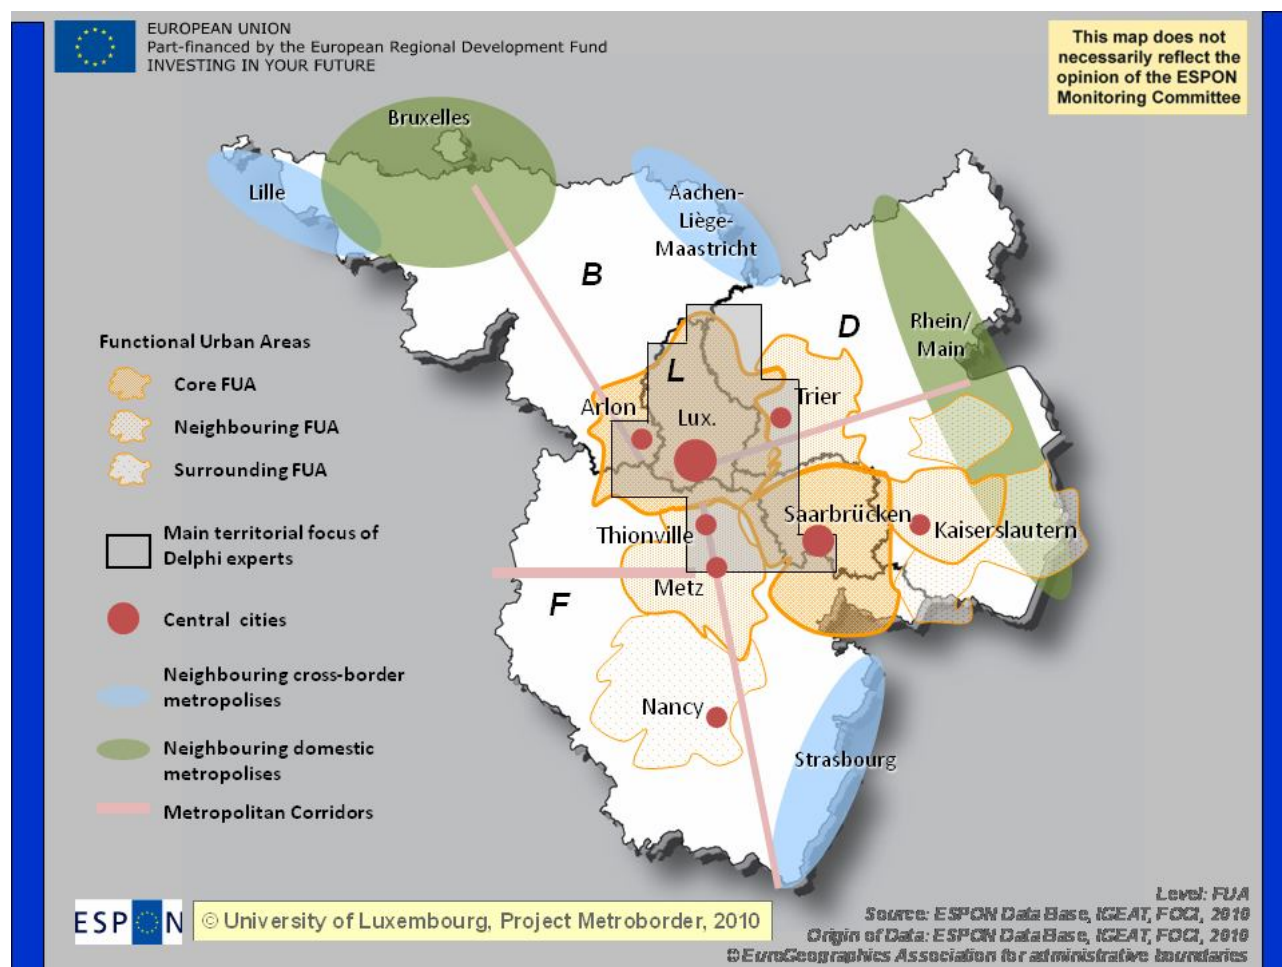 EUROPEAN UNION
Part-financed by the European Regional Development Fund
INVESTING IN YOUR FUTURE
This map does not
necessarily reflect the
opinion of the ESPON
Monitoring Committee
Bruxelles
Lille
Aachen-
Liège-
Maastricht
B
D
Rhein/
Main
Functional Urban Areas
Core FUA
Neighbouring FUA
Surrounding FUA
Main territorial focus of
Delphi experts
Central cities
Neighbouring cross-border
metropolises
Neighbouring domestic
metropolises
Metropolitan Corridors
L
Arlon
Lux.
Trier
Thionville
Saarbrücken
Kaiserslautern
Metz
F
Nancy
Strasbourg
ESPON
© University of Luxembourg, Project Metroborder, 2010
Level: FUA
Source: ESPON DataBase, IGEAT, FOCI, 2010
Origin of Data: ESPON DataBase, IGEAT, FOCI, 2010
©EuroGeographics Association for administrative boundaries